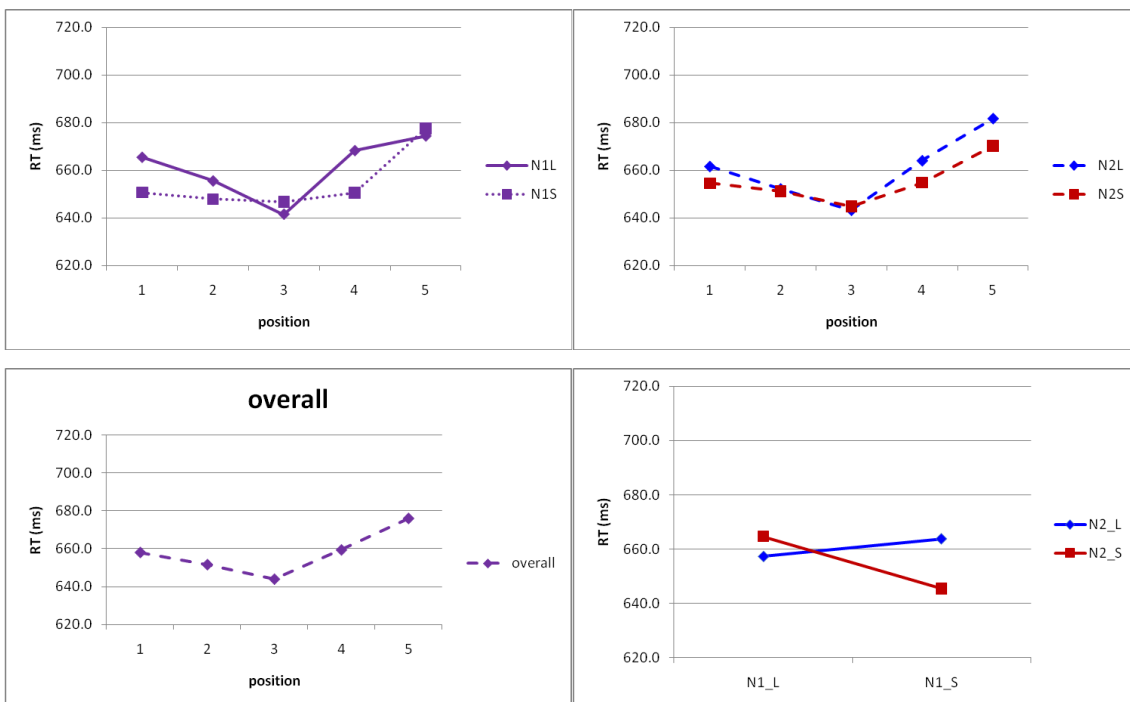 720.0
700.0
680.0
660.0
640.0
620.0
RT (ms)
1 2 3 4 5
position
N1L
N1S
720.0
700.0
680.0
660.0
640.0
620.0
RT (ms)
1 2 3 4 5
position
N2L
N2S
overall
720.0
700.0
680.0
660.0
640.0
620.0
RT (ms)
1 2 3 4 5
position
overall
720.0
700.0
680.0
660.0
640.0
620.0
RT (ms)
N1_L N1_S
N2_L
N2_S